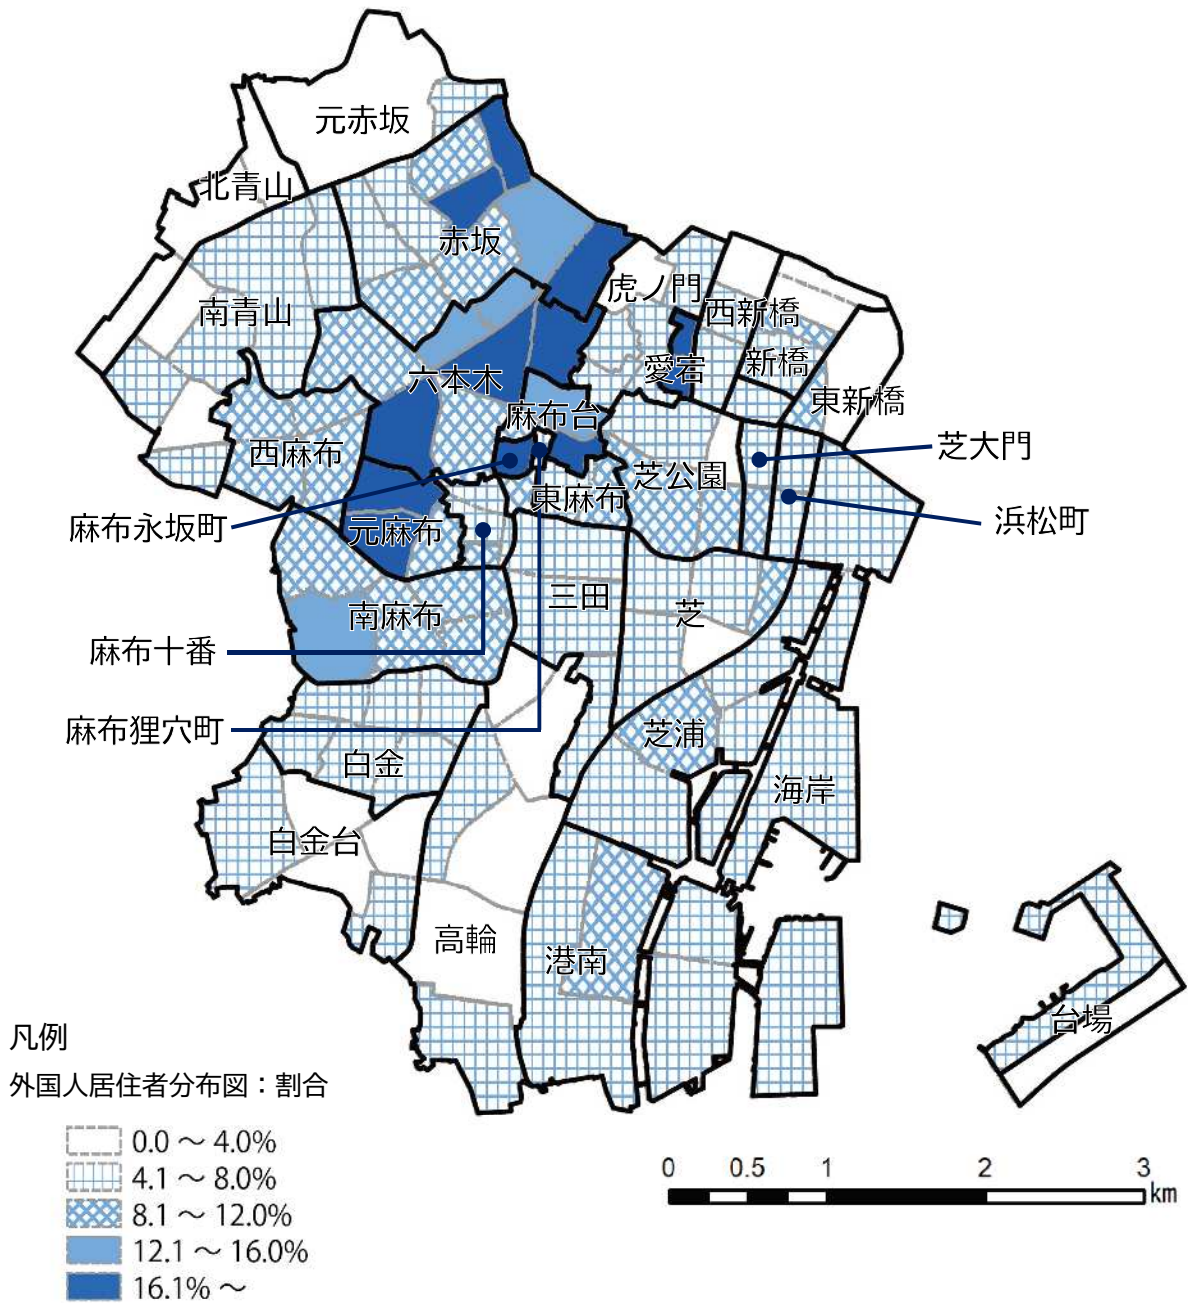 元赤坂
北青山
赤坂
虎ノ門
南青山
西新橋
新橋
愛宕
六本木
東新橋
麻布台
芝大門
西麻布
芝公園
東麻布
浜松町
麻布永坂町
元麻布
三田
芝
南麻布
麻布十番
麻布狸穴町
芝浦
白金
海岸
白金台
高輪
港南
台場
凡例
外国人居住者分布図：割合
0.0 ～ 4.0%
4.1 ～ 8.0%
8.1 ～ 12.0%
12.1 ～ 16.0%
16.1% ～
0 0.5 1 2 3
km